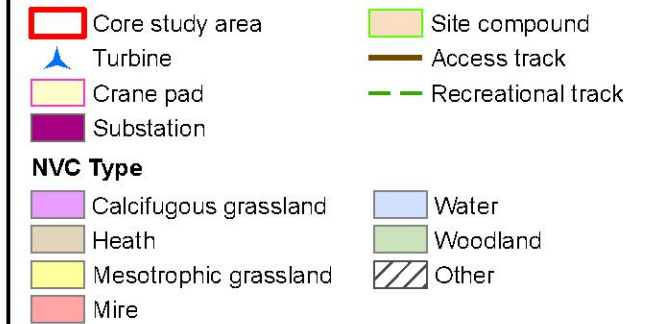 Core study area
Turbine
Crane pad
Substation
Site compound
Access track
Recreational track
NVC Type
Calcifugous grassland
Heath
Mesotrophic grassland
Mire
Water
Woodland
Other